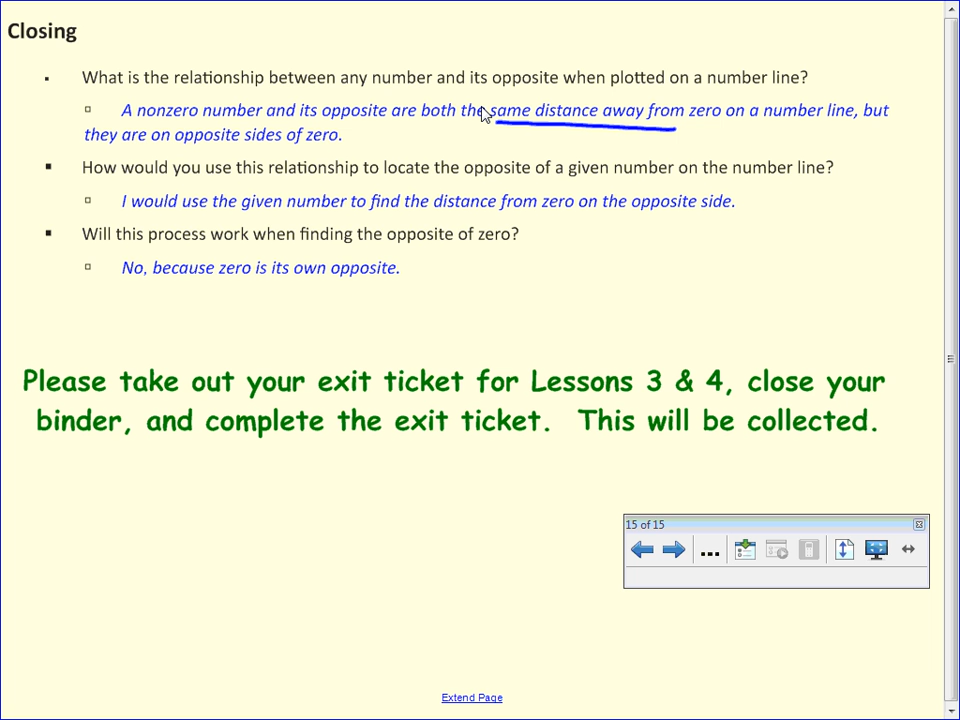 Closing
What is the relationship between any number and its opposite when plotted on a number line?
A nonzero number and its opposite are both the same distance away from zero on a number line, but
they are on opposite sides of zero.
How would you use this relationship to locate the opposite of a given number on the number line?
I would use the given number to find the distance from zero on the opposite side.
Will this process work when finding the opposite of zero?
No, because zero is its own opposite.
Please take out your exit ticket for Lessons 3 & 4, close your
binder, and complete the exit ticket. This will be collected.
15 of 15
Extend Page